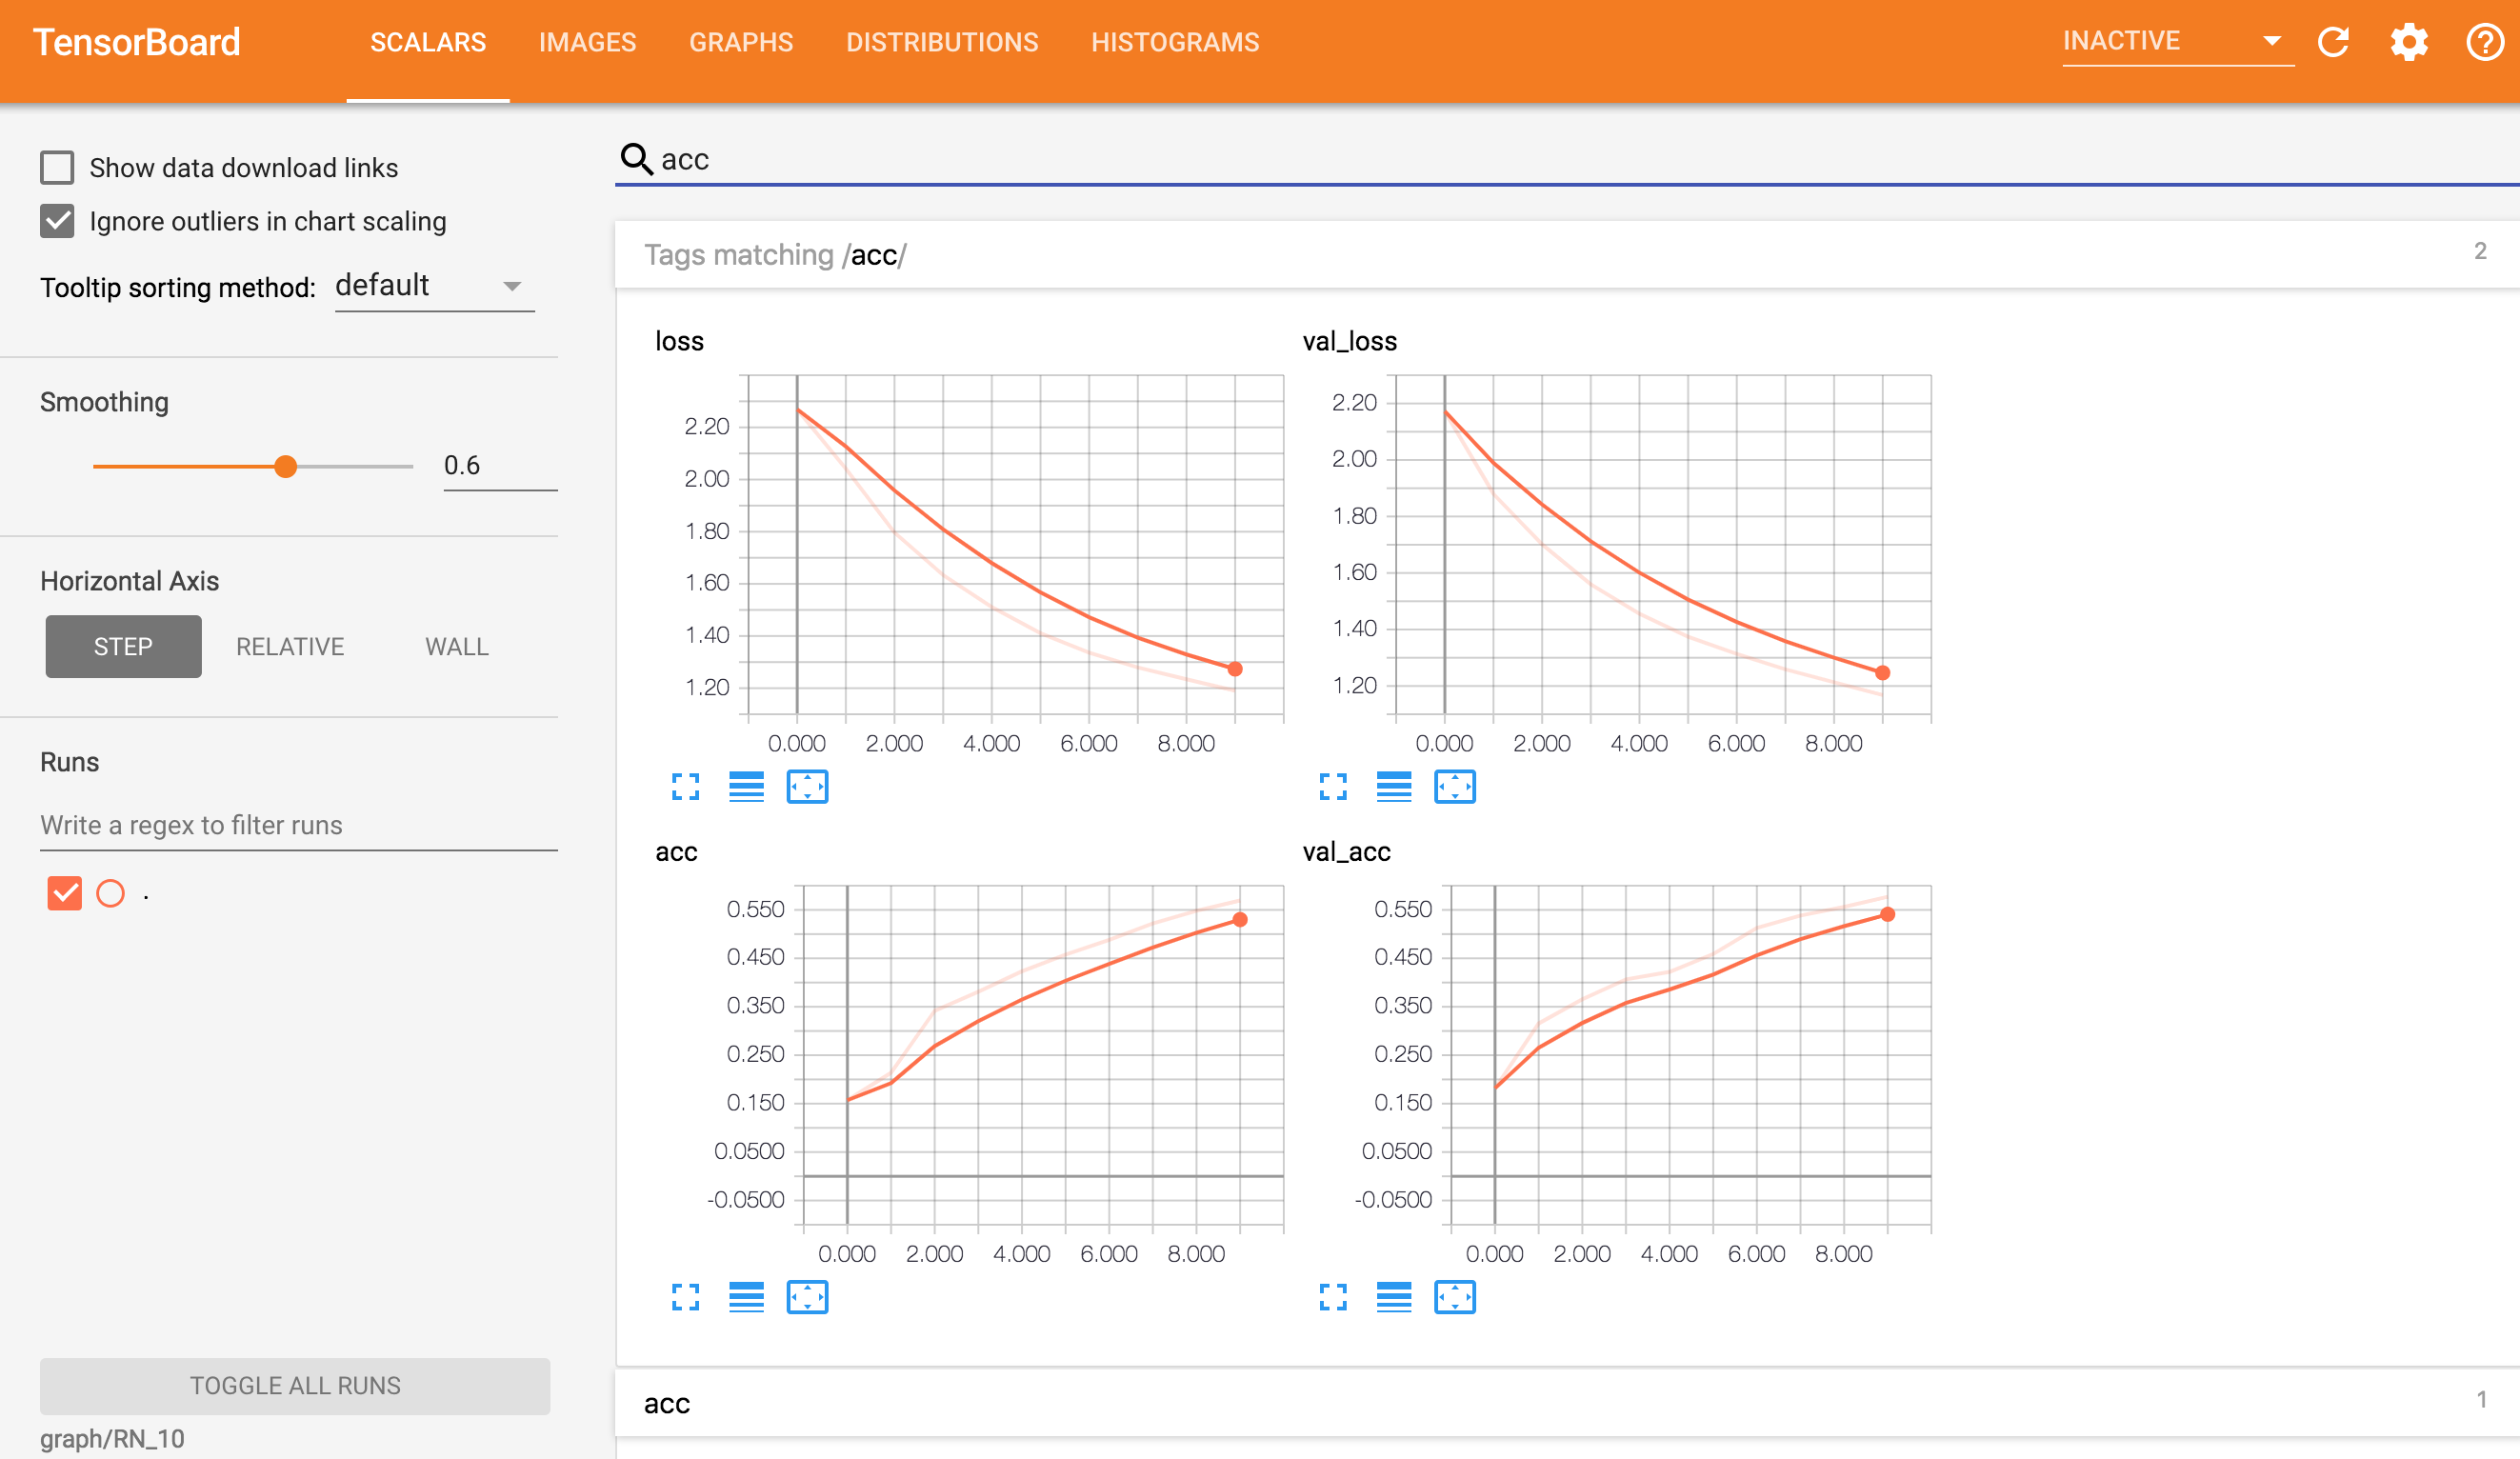 TensorBoard SCALARS IMAGES GRAPHS DISTRIBUTIONS HISTOGRAMS INACTIVE
Show data download links
Ignore outliers in chart scaling
Tooltip sorting method: default
Smoothing
0.6
Horizontal Axis
STEP RELATIVE WALL
Runs
Write a regex to filter runs
.
TOGGLE ALL RUNS
graph/RN_10
acc
Tags matching /acc/ 2
loss
2.20
2.00
1.80
1.60
1.40
1.20
0.000 2.000 4.000 6.000 8.000
val_loss
2.20
2.00
1.80
1.60
1.40
1.20
0.000 2.000 4.000 6.000 8.000
acc
0.550
0.450
0.350
0.250
0.150
0.0500
-0.0500
0.000 2.000 4.000 6.000 8.000
val_acc
0.550
0.450
0.350
0.250
0.150
0.0500
-0.0500
0.000 2.000 4.000 6.000 8.000
acc 1